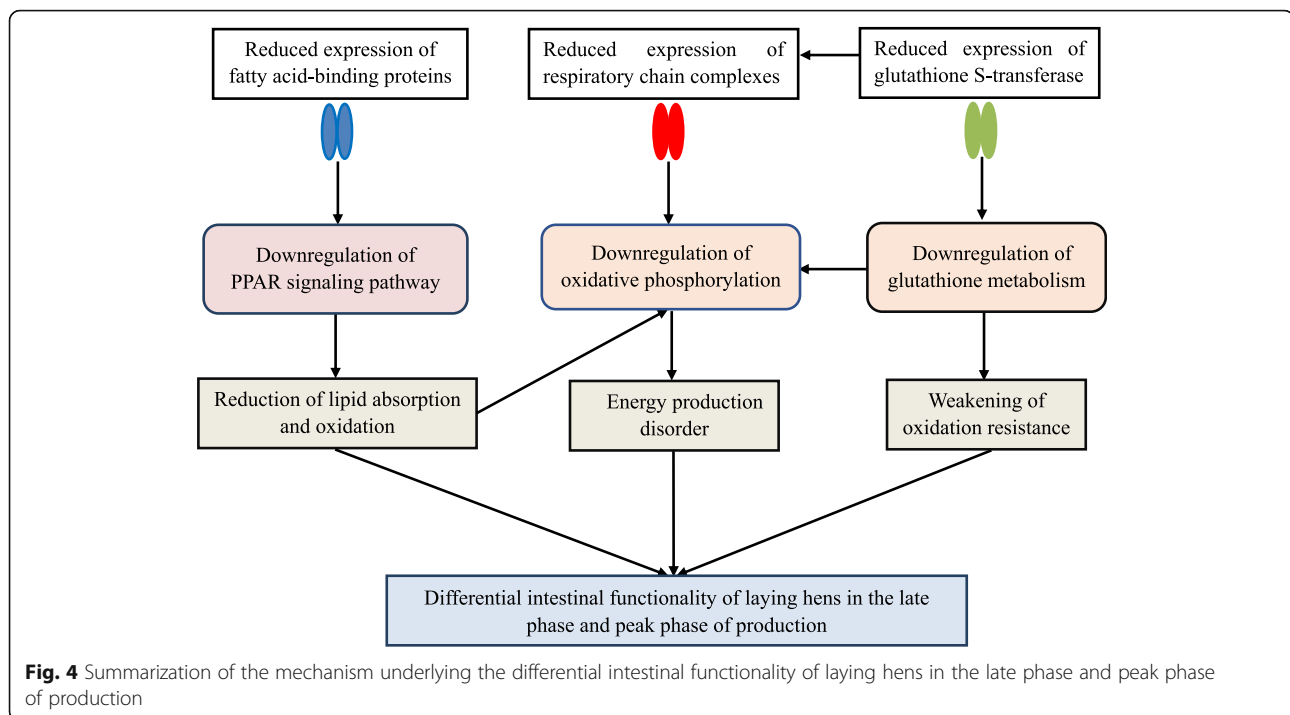 Reduced expression of
fatty acid-binding proteins
Reduced expression of
respiratory chain complexes
Reduced expression of
glutathione S-transferase
Downregulation of
PPAR signaling pathway
Downregulation of
oxidative phosphorylation
Downregulation of
glutathione metabolism
Reduction of lipid absorption
and oxidation
Energy production
disorder
Weakening of
oxidation resistance
Differential intestinal functionality of laying hens in the late
phase and peak phase of production
Fig. 4 Summarization of the mechanism underlying the differential intestinal functionality of laying hens in the late phase and peak phase
of production